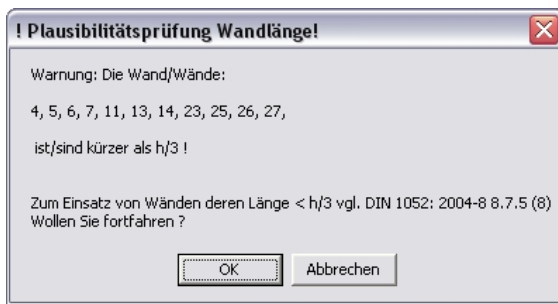 ! Plausibilitätsprüfung Wandlänge!
Warnung: Die Wand/Wände:
4, 5, 6, 7, 11, 13, 14, 23, 25, 26, 27,
ist/sind kürzer als h/3 !
Zum Einsatz von Wänden deren Länge < h/3 vgl. DIN 1052: 2004-8 8.7.5 (8)
Wollen Sie fortfahren ?
OK Abbrechen